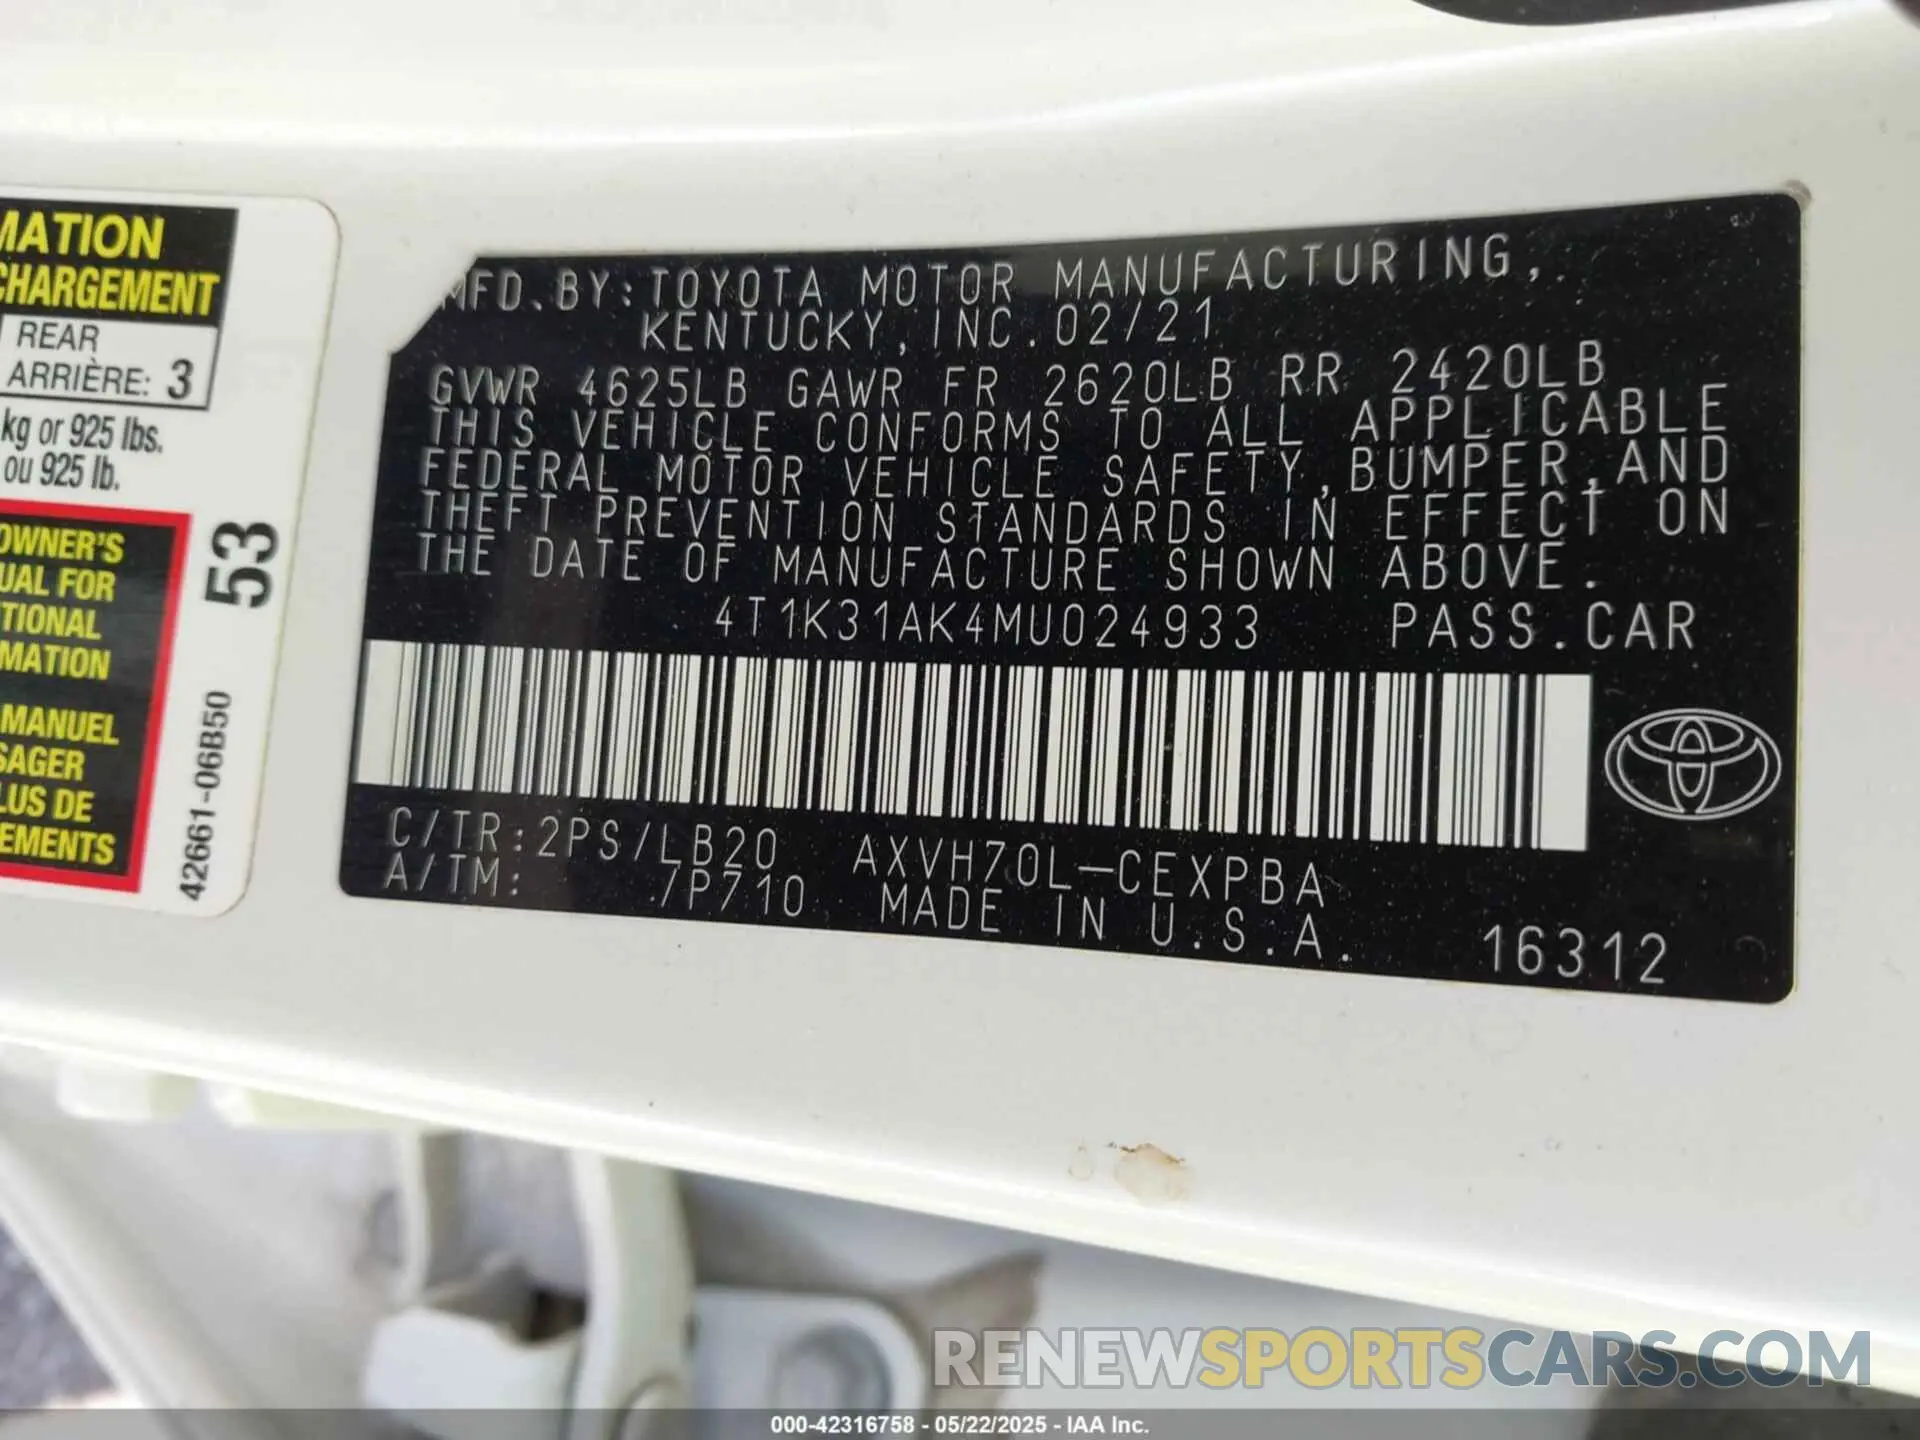 MATION
CHARGEMENT
REAR
ARRIÈRE: 3
kg or 925 lbs.
ou 925 lb.
OWNER'S
UAL FOR
TIONAL
MATION
MANUEL
SAGER
LUS DE
EMENTS
53
42661-06B50
MFD. BY: TOYOTA MOTOR MANUFACTURING,
KENTUCKY, INC. 02/21
GVWR 4625LB GAWR FR 2620LB RR 2420LB
THIS VEHICLE CONFORMS TO ALL APPLICABLE
FEDERAL MOTOR VEHICLE SAFETY, BUMPER, AND
THEFT PREVENTION STANDARDS IN EFFECT ON
THE DATE OF MANUFACTURE SHOWN ABOVE.
4T1K31AK4MU024933 PASS. CAR
C/TR: 2PS/LB20 AXVH70L-CEXPBA
A/TM: /P710 MADE IN U.S.A. 16312
RENEWSPORTSCARS.COM
000-42316758 - 05/22/2025 - IAA Inc.